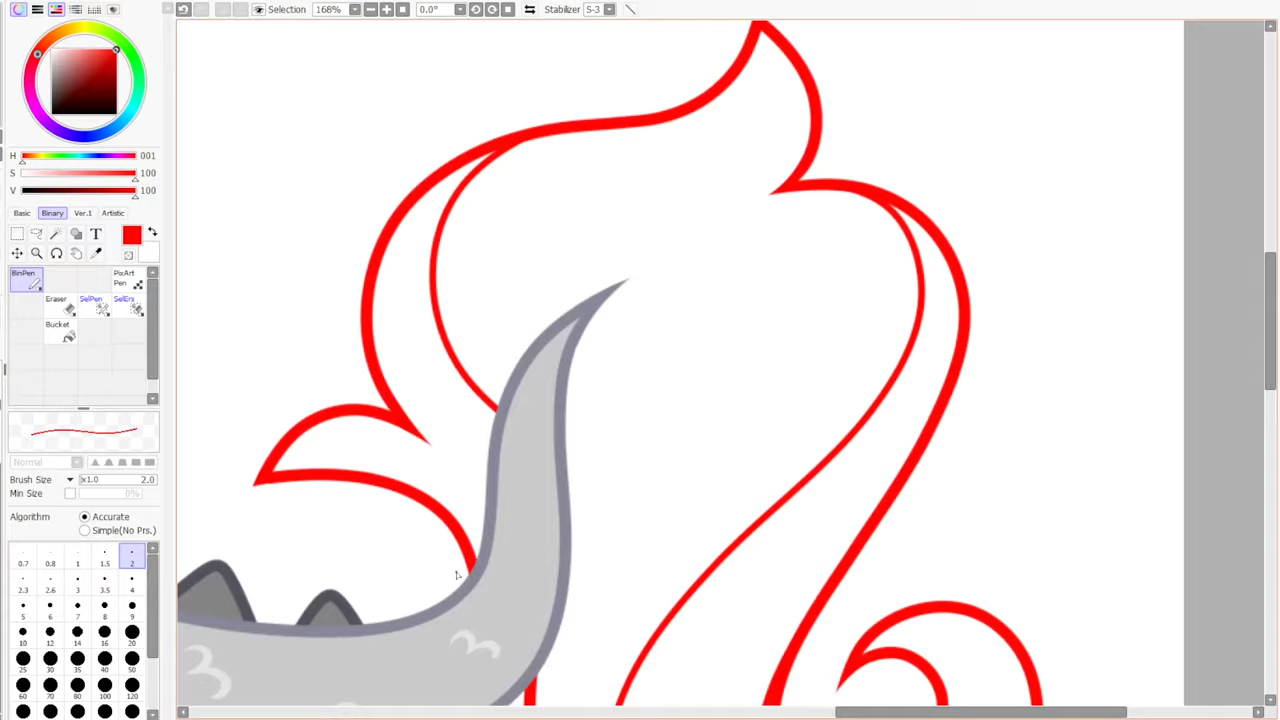 Selection 168% 0.0° Stabilizer S-3
H 001
S 100
V 100
Basic Binary Ver.1 Artistic
T
BinPen PixArt Pen
Eraser SelPen SelErs
Bucket
Normal
Brush Size x1.0 2.0
Min Size 0%
Algorithm Accurate
Simple(No Prs.)
0.7 0.8 1 1.5 2
2.3 2.6 3 3.5 4
5 6 7 8 9
10 12 14 16 20
25 30 35 40 50
60 70 80 100 120